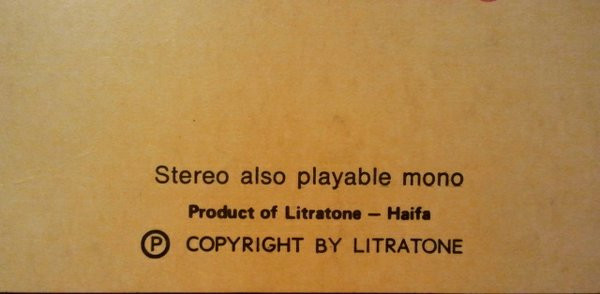 Stereo also playable mono
Product of Litratone – Haifa
Ⓟ COPYRIGHT BY LITRATONE